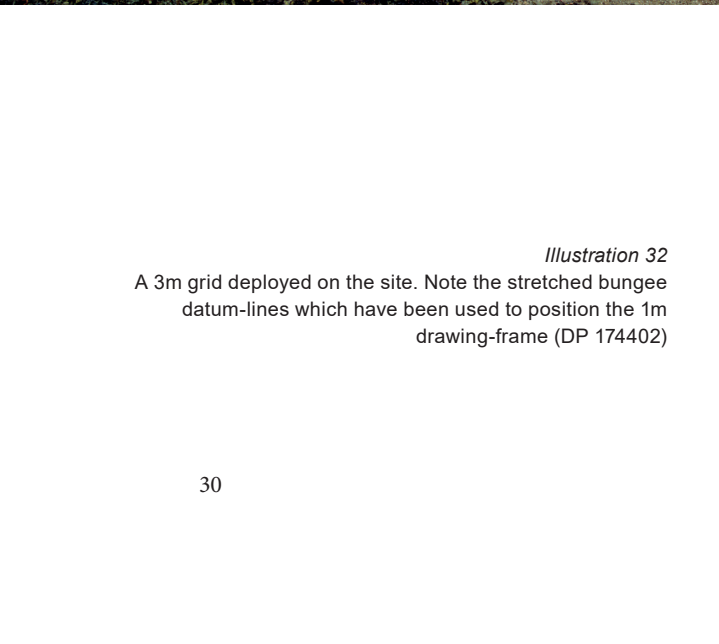 Illustration 32
A 3m grid deployed on the site. Note the stretched bungee
datum-lines which have been used to position the 1m
drawing-frame (DP 174402)
30